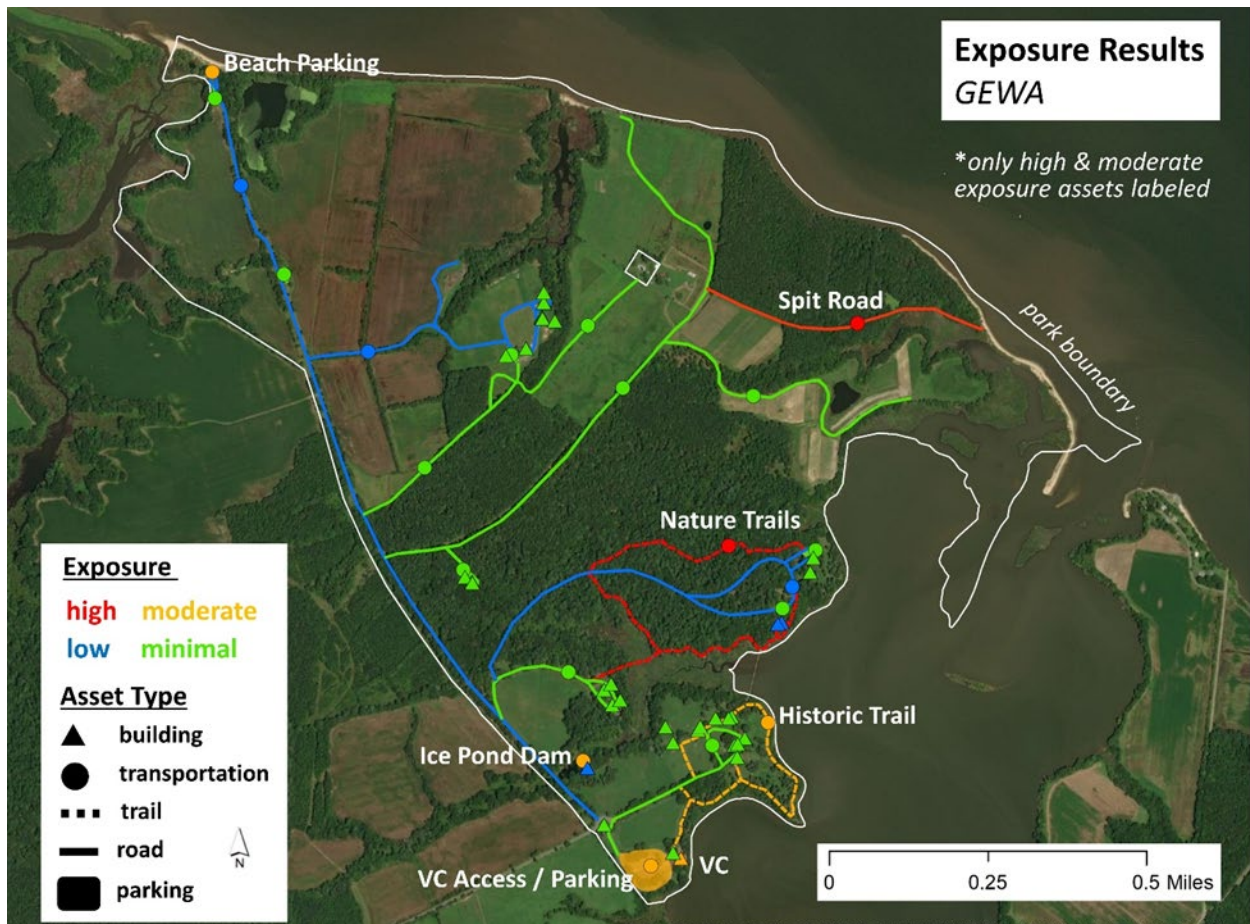 Exposure Results
GEWA
*only high & moderate
exposure assets labeled
Beach Parking
Spit Road
park boundary
Nature Trails
Historic Trail
Ice Pond Dam
VC Access / Parking
VC
Exposure
high moderate
low minimal
Asset Type
building
transportation
trail
road
N
parking
0 0.25 0.5 Miles